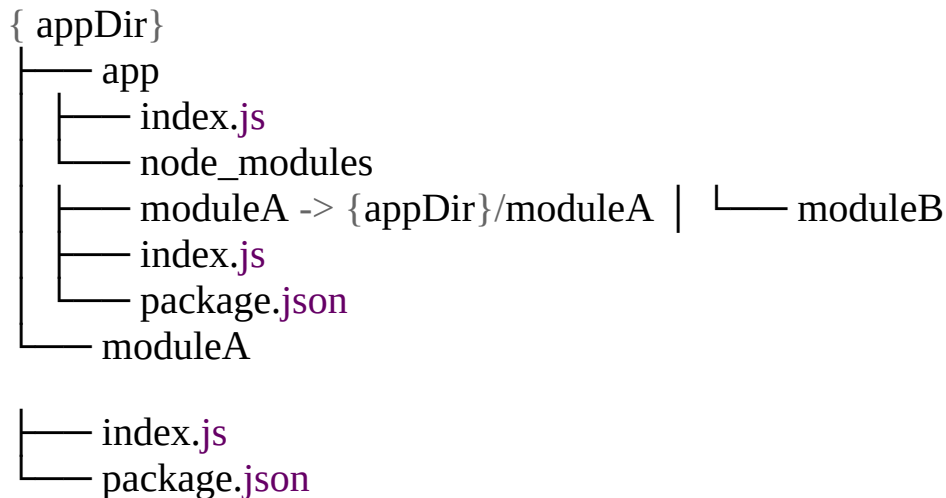 { appDir}
├── app
│ ├── index.js
│ └── node_modules
│ ├── moduleA -> {appDir}/moduleA │ └── moduleB
│ ├── index.js
│ └── package.json
└── moduleA
├── index.js
└── package.json